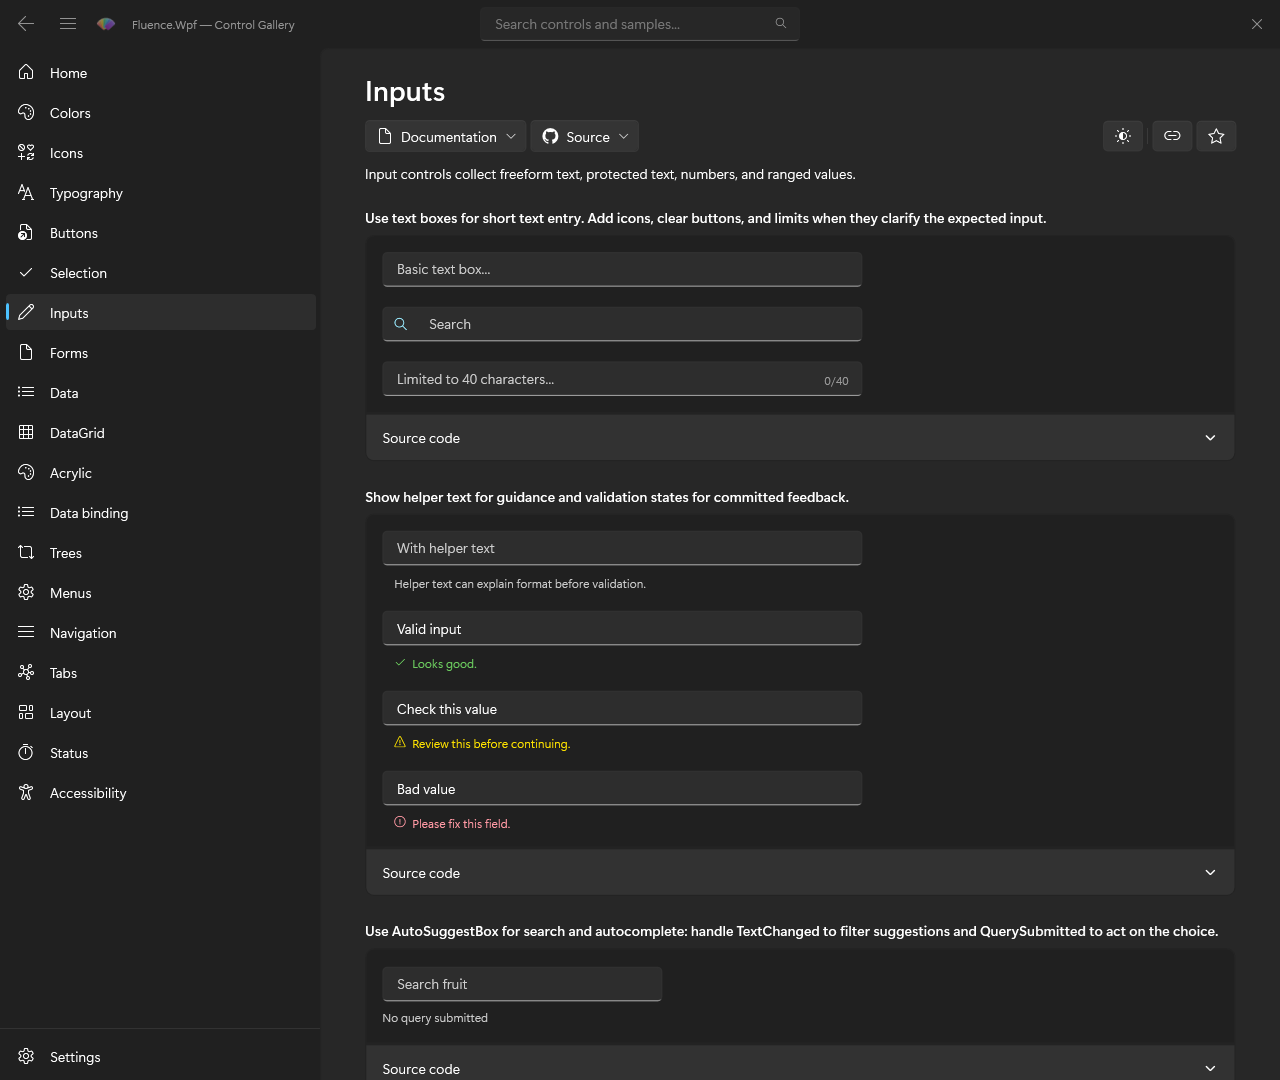 Fluence.Wpf — Control Gallery
Search controls and samples...
Home
Colors
Icons
Typography
Buttons
Selection
Inputs
Forms
Data
DataGrid
Acrylic
Data binding
Trees
Menus
Navigation
Tabs
Layout
Status
Accessibility
Settings
Inputs
Documentation
Source
Input controls collect freeform text, protected text, numbers, and ranged values.
Use text boxes for short text entry. Add icons, clear buttons, and limits when they clarify the expected input.
Basic text box...
Search
Limited to 40 characters...
0/40
Source code
Show helper text for guidance and validation states for committed feedback.
With helper text
Helper text can explain format before validation.
Valid input
Looks good.
Check this value
Review this before continuing.
Bad value
Please fix this field.
Source code
Use AutoSuggestBox for search and autocomplete: handle TextChanged to filter suggestions and QuerySubmitted to act on the choice.
Search fruit
No query submitted
Source code